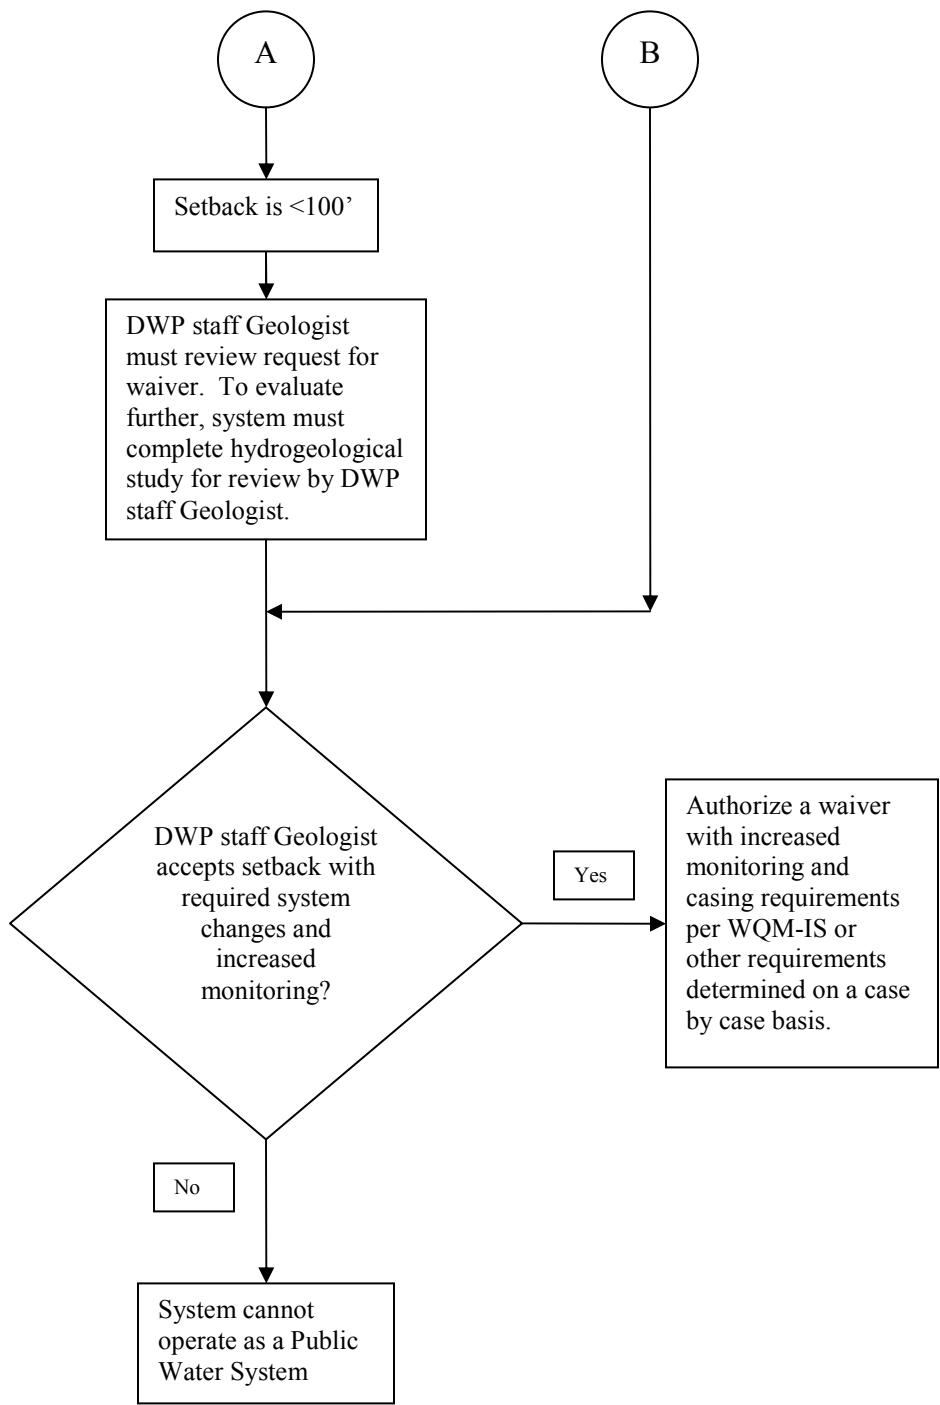 A
B
Setback is <100’
DWP staff Geologist
must review request for
waiver.  To evaluate
further, system must
complete hydrogeological
study for review by DWP
staff Geologist.
DWP staff Geologist
accepts setback with
required system
changes and
increased
monitoring?
Yes
Authorize a waiver
with increased
monitoring and
casing requirements
per WQM-IS or
other requirements
determined on a case
by case basis.
No
System cannot
operate as a Public
Water System